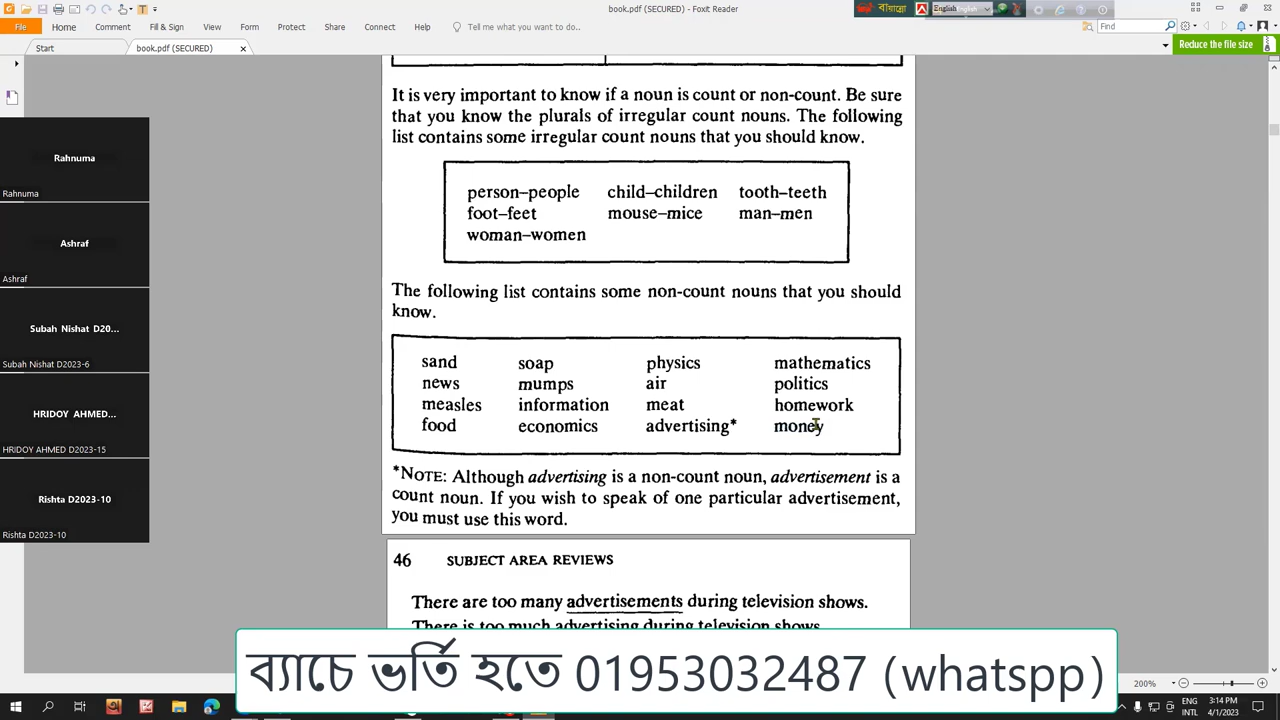 book.pdf (SECURED) - Foxit Reader
বায়ান্নো
English
File Home Comment Fill & Sign View Form Protect Share Connect Help Tell me what you want to do..
Find
Start
book.pdf (SECURED)
Reduce the file size
It is very important to know if a noun is count or non-count. Be sure
that you know the plurals of irregular count nouns. The following
list contains some irregular count nouns that you should know.
person–people child–children tooth–teeth
foot–feet mouse–mice man–men
woman–women
The following list contains some non-count nouns that you should
know.
sand soap physics mathematics
news mumps air politics
measles information meat homework
food economics advertising* money
*NOTE: Although advertising is a non-count noun, advertisement is a
count noun. If you wish to speak of one particular advertisement,
you must use this word.
46 SUBJECT AREA REVIEWS
There are too many advertisements during television shows.
There is too much advertising during television shows.
Rahnuma
Rahnuma
Ashraf
Ashraf
Subah Nishat D20...
Subah Nishat D2023-6
HRIDOY AHMED...
HRIDOY AHMED D2023-15
Rishta D2023-10
Rishta D2023-10
ব্যাচে ভর্তি হতে 01953032487 (whatspp)
200%
ENG
INTL
3:14 PM
4/1/2023